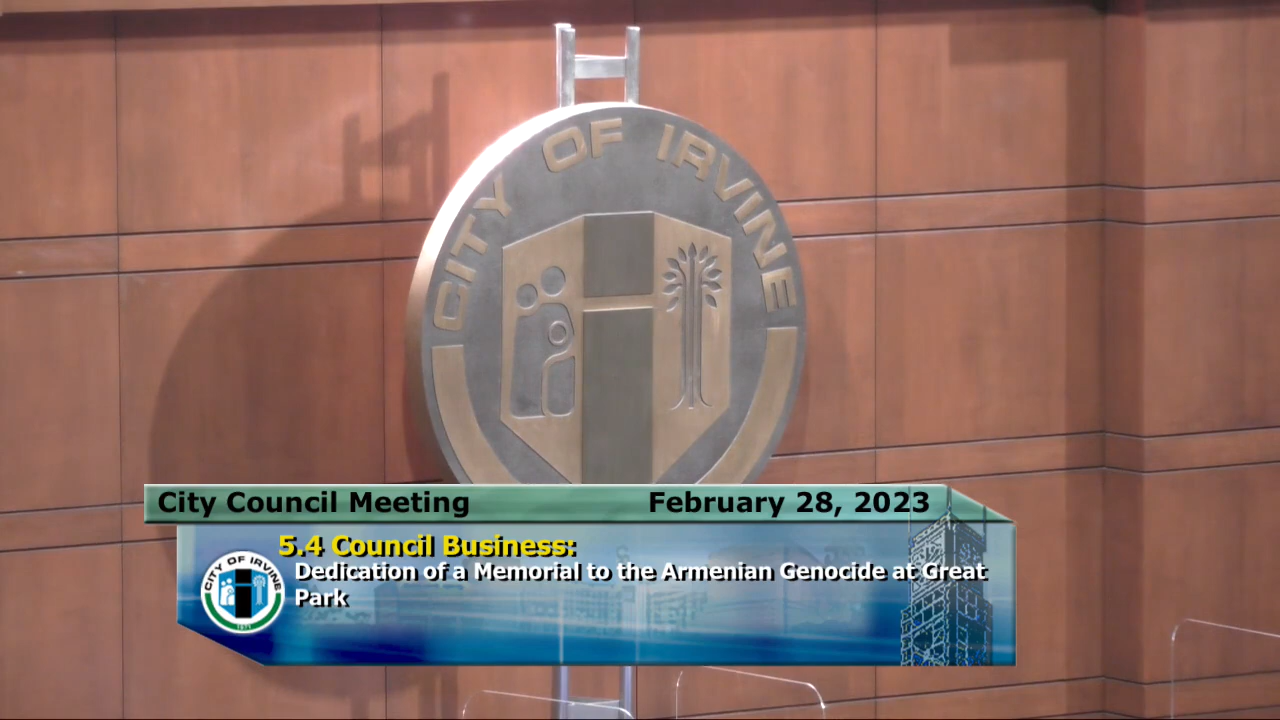 CITY OF IRVINE
City Council Meeting February 28, 2023
5.4 Council Business:
Dedication of a Memorial to the Armenian Genocide at Great
Park
CITY OF IRVINE
1971